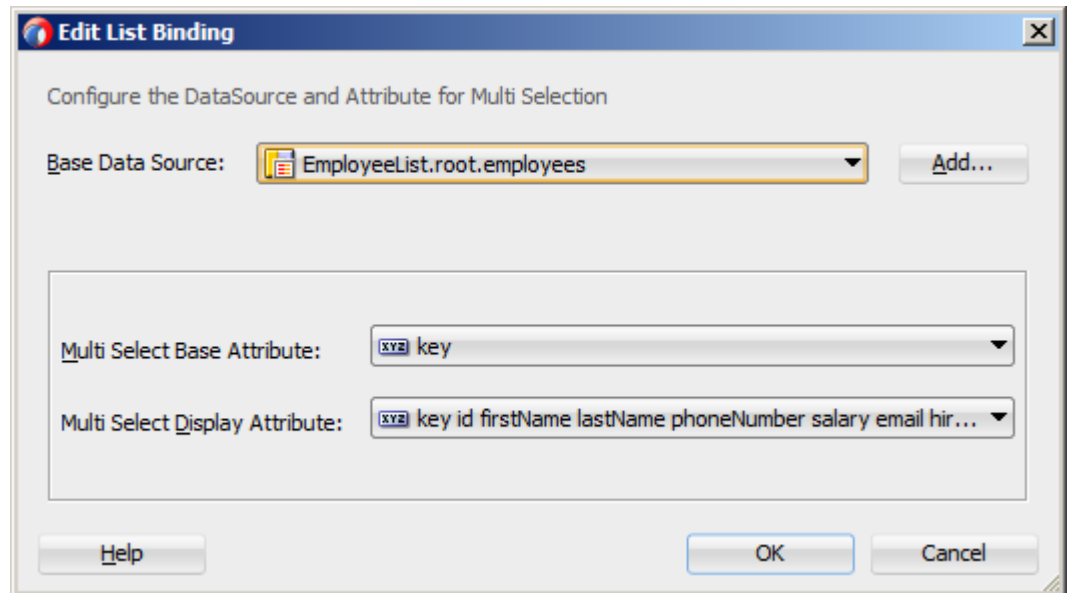 Edit List Binding
Configure the DataSource and Attribute for Multi Selection
Base Data Source: EmployeeList.root.employees Add...
Multi Select Base Attribute: XYZ key
Multi Select Display Attribute: XYZ key id firstName lastName phoneNumber salary email hir...
Help OK Cancel